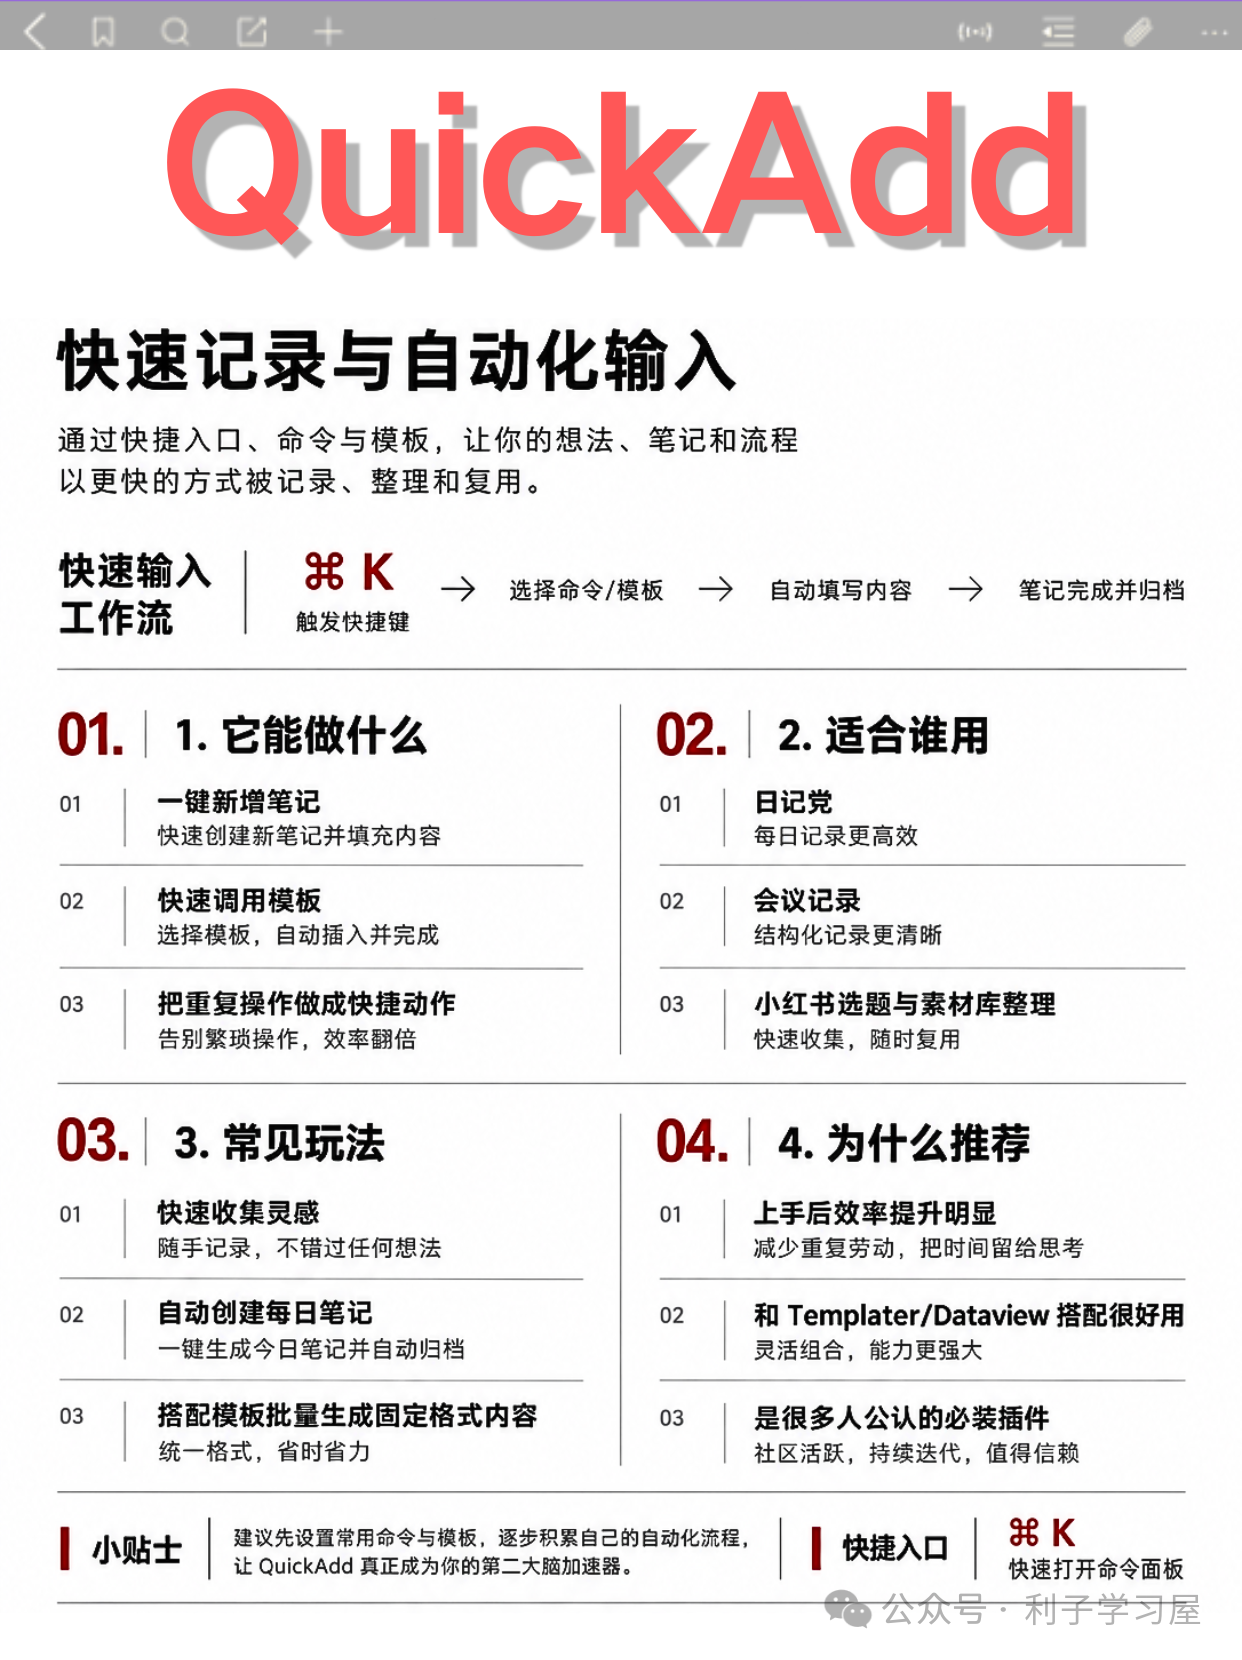 QuickAdd
快速记录与自动化输入
通过快捷入口、命令与模板，让你的想法、笔记和流程
以更快的方式被记录、整理和复用。
快速输入
工作流
⌘ K
触发快捷键
→ 选择命令/模板 → 自动填写内容 → 笔记完成并归档
01. 1. 它能做什么
01 一键新增笔记
快速创建新笔记并填充内容
02 快速调用模板
选择模板，自动插入并完成
03 把重复操作做成快捷动作
告别繁琐操作，效率翻倍
02. 2. 适合谁用
01 日记党
每日记录更高效
02 会议记录
结构化记录更清晰
03 小红书选题与素材库整理
快速收集，随时复用
03. 3. 常见玩法
01 快速收集灵感
随手记录，不错过任何想法
02 自动创建每日笔记
一键生成今日笔记并自动归档
03 搭配模板批量生成固定格式内容
统一格式，省时省力
04. 4. 为什么推荐
01 上手后效率提升明显
减少重复劳动，把时间留给思考
02 和 Templater/Dataview 搭配很好用
灵活组合，能力更强大
03 是很多人公认的必装插件
社区活跃，持续迭代，值得信赖
小贴士
建议先设置常用命令与模板，逐步积累自己的自动化流程，
让 QuickAdd 真正成为你的第二大脑加速器。
快捷入口
⌘ K
快速打开命令面板
公众号 · 利子学习屋